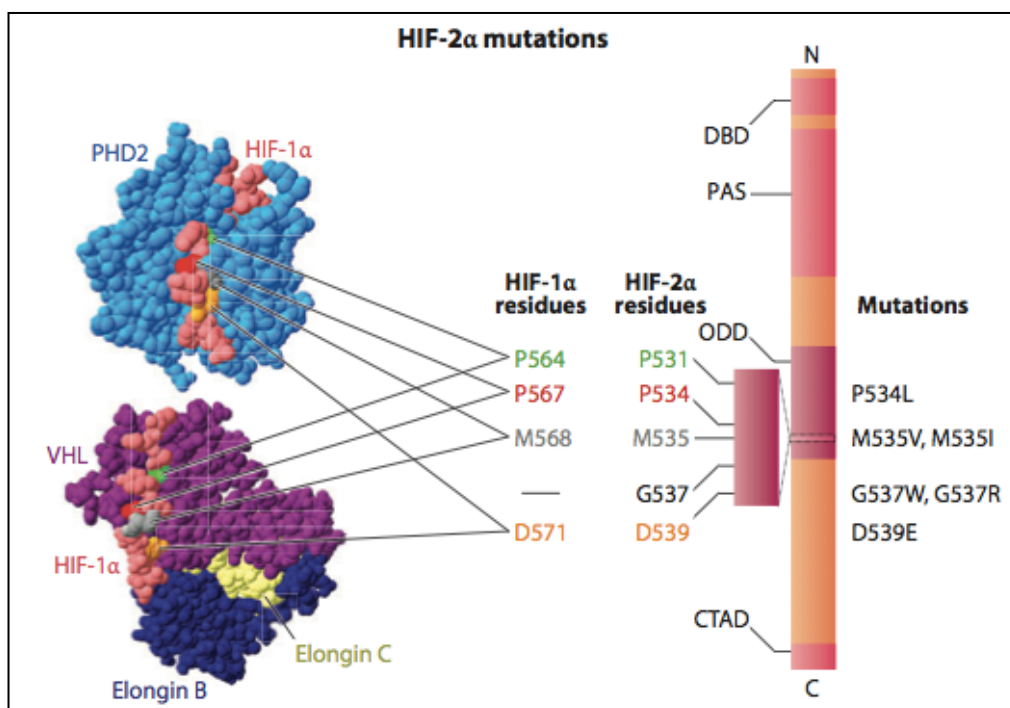 HIF-2α mutations
N
PHD2
HIF-1α
DBD
PAS
HIF-1α residues
HIF-2α residues
Mutations
ODD
P564
P531
P534L
P567
P534
M568
M535
M535V, M535I
VHL
—
G537
G537W, G537R
D571
D539
D539E
HIF-1α
Elongin C
Elongin B
CTAD
C